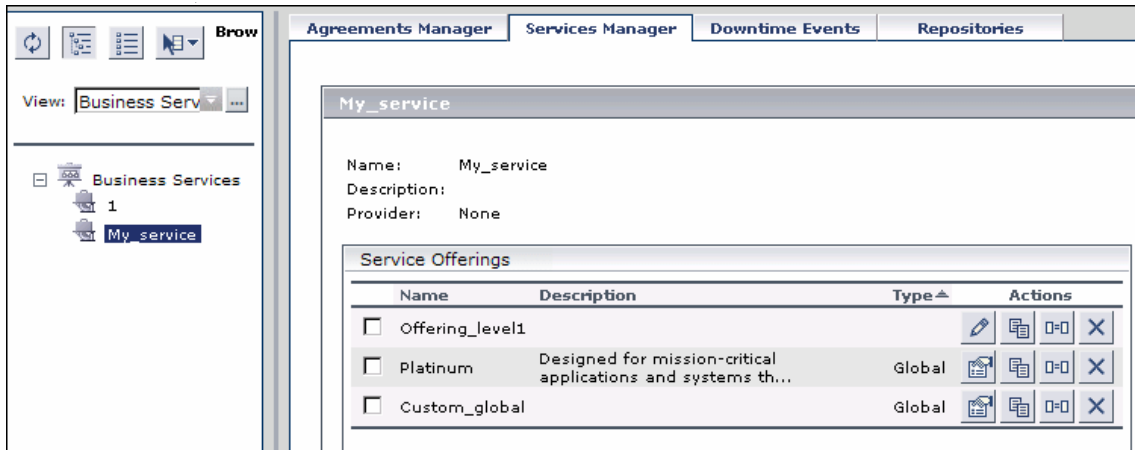 Brow
View: Business Serv ...
Business Services
1
My_service
Agreements Manager Services Manager Downtime Events Repositories
My_service
Name: My_service
Description:
Provider: None
Service Offerings
Name Description Type Actions
Offering_level1
Platinum Designed for mission-critical applications and systems th... Global
Custom_global Global